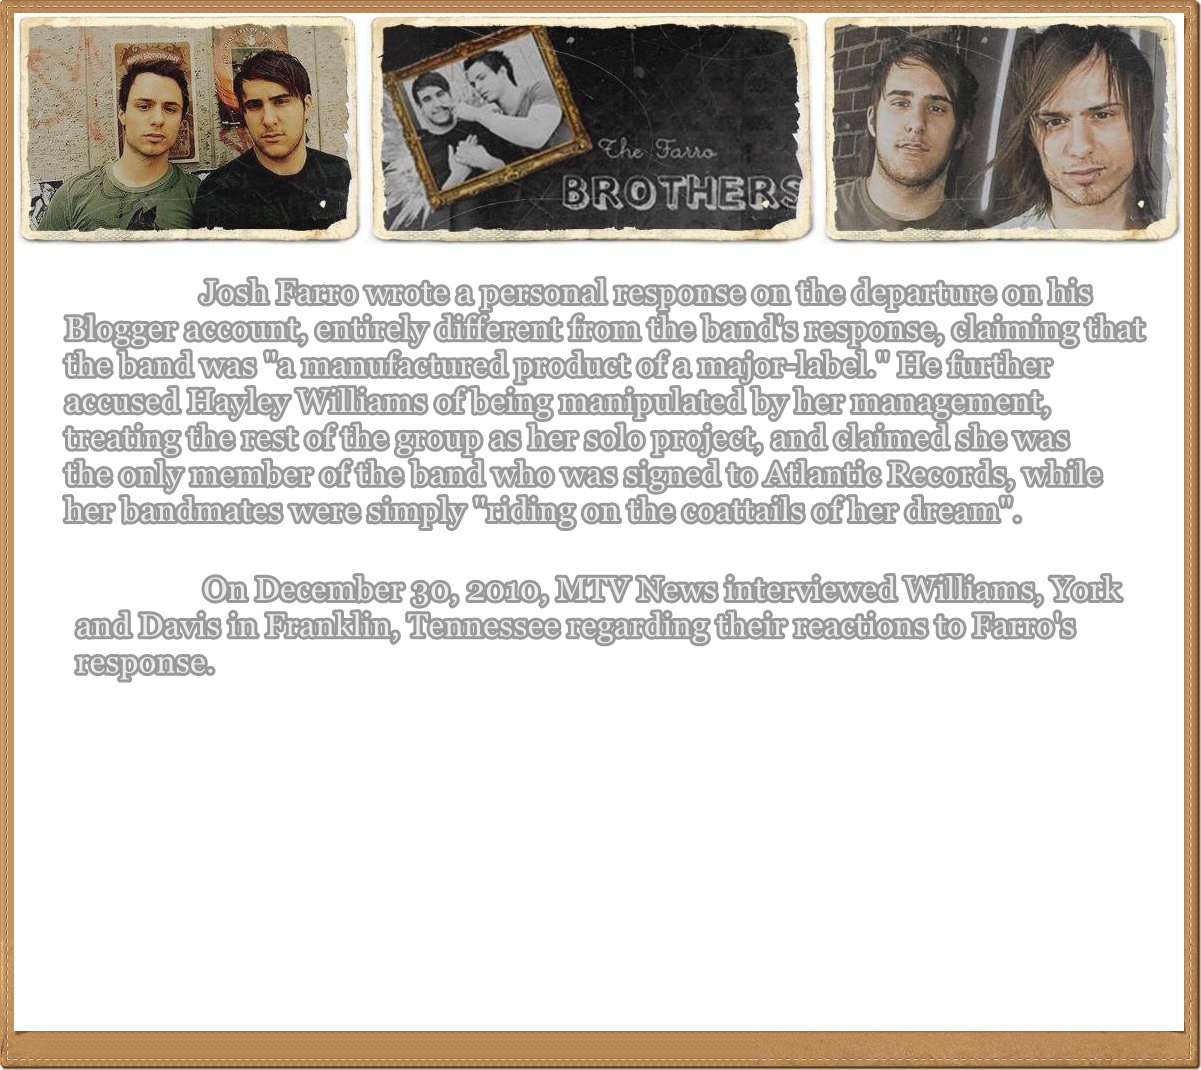 The Farro
BROTHERS
Josh Farro wrote a personal response on the departure on his
Blogger account, entirely different from the band's response, claiming that
the band was "a manufactured product of a major-label." He further
accused Hayley Williams of being manipulated by her management,
treating the rest of the group as her solo project, and claimed she was
the only member of the band who was signed to Atlantic Records, while
her bandmates were simply "riding on the coattails of her dream".
On December 30, 2010, MTV News interviewed Williams, York
and Davis in Franklin, Tennessee regarding their reactions to Farro's
response.